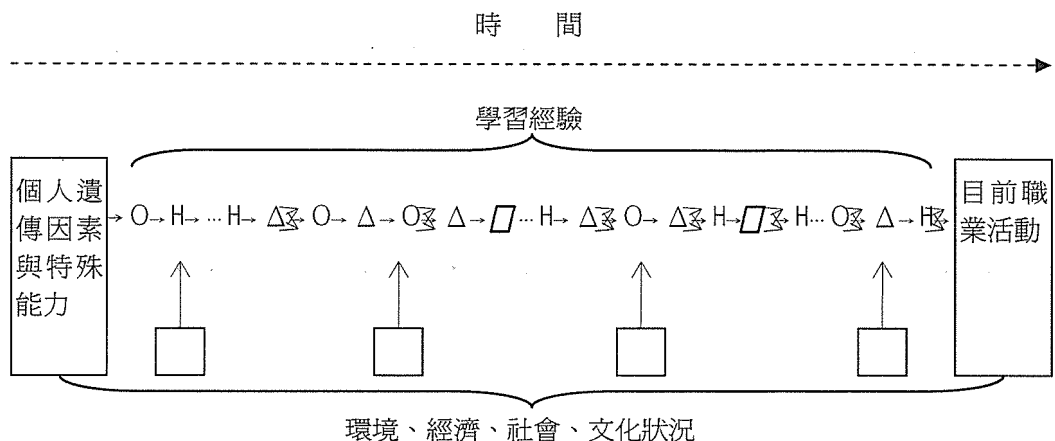 時 間
學習經驗
個人遺
傳因素
與特殊
能力
→O→H→…H→ Δ→O→ Δ→O→ Δ→▱…H→ Δ→O→ Δ→H→▱→H…O→Δ→H→
目前職
業活動
環境、經濟、社會、文化狀況